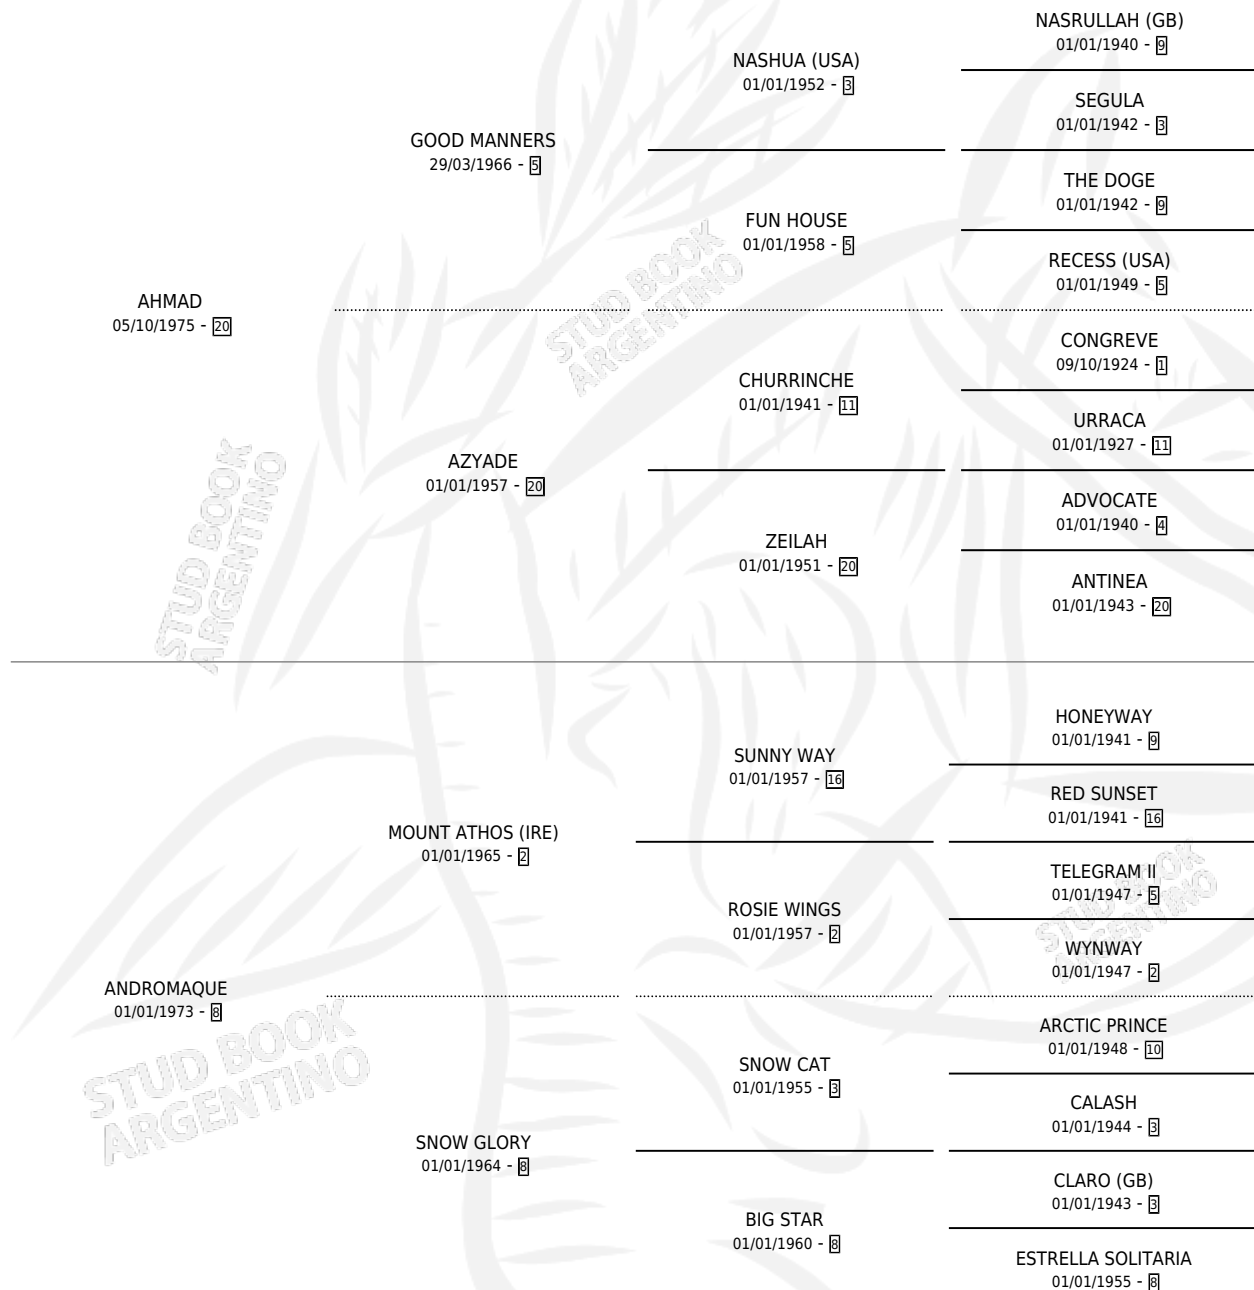 NASRULLAH (GB)
01/01/1940 - 9
NASHUA (USA)
01/01/1952 - 3
SEGULA
01/01/1942 - 3
GOOD MANNERS
29/03/1966 - 5
THE DOGE
01/01/1942 - 9
FUN HOUSE
01/01/1958 - 5
RECESS (USA)
01/01/1949 - 5
AHMAD
05/10/1975 - 20
CONGREVE
09/10/1924 - 1
CHURRINCHE
01/01/1941 - 11
URRACA
01/01/1927 - 11
AZYADE
01/01/1957 - 20
ADVOCATE
01/01/1940 - 4
ZEILAH
01/01/1951 - 20
ANTINEA
01/01/1943 - 20
HONEYWAY
01/01/1941 - 9
SUNNY WAY
01/01/1957 - 16
RED SUNSET
01/01/1941 - 16
MOUNT ATHOS (IRE)
01/01/1965 - 2
TELEGRAM II
01/01/1947 - 5
ROSIE WINGS
01/01/1957 - 2
WYNWAY
01/01/1947 - 2
ANDROMAQUE
01/01/1973 - 8
ARCTIC PRINCE
01/01/1948 - 10
SNOW CAT
01/01/1955 - 3
CALASH
01/01/1944 - 3
SNOW GLORY
01/01/1964 - 8
CLARO (GB)
01/01/1943 - 3
BIG STAR
01/01/1960 - 8
ESTRELLA SOLITARIA
01/01/1955 - 8
STUD BOOK
ARGENTINO
STUD BOOK
ARGENTINO
STUD BOOK
ARGENTINO
STUD BOOK
ARGENTINO